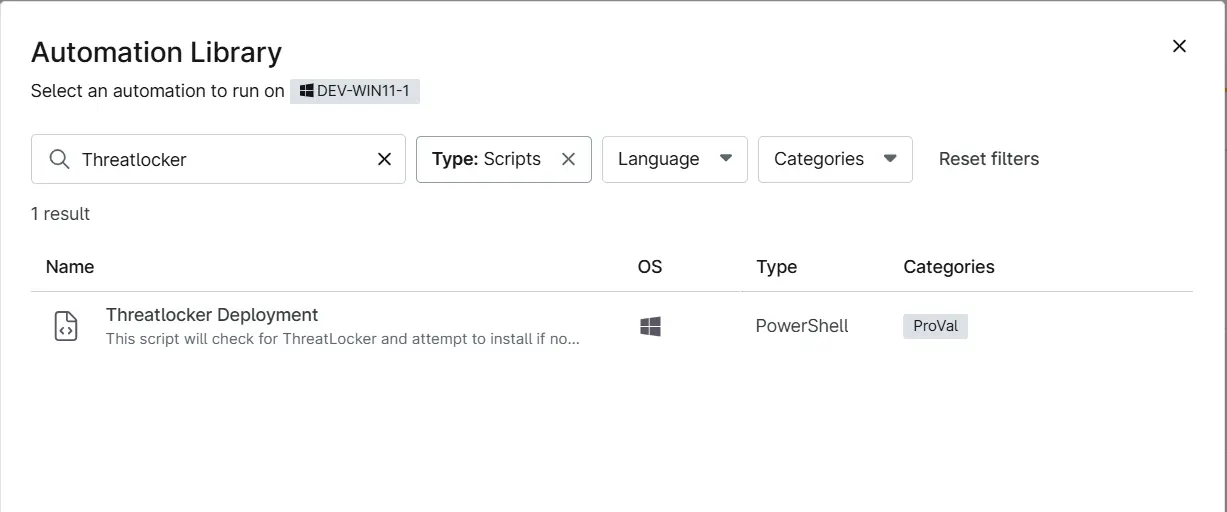 Automation Library
Select an automation to run on DEV-WIN11-1
Threatlocker Type: Scripts Language Categories Reset filters
1 result
Name OS Type Categories
Threatlocker Deployment
This script will check for ThreatLocker and attempt to install if no...
PowerShell ProVal